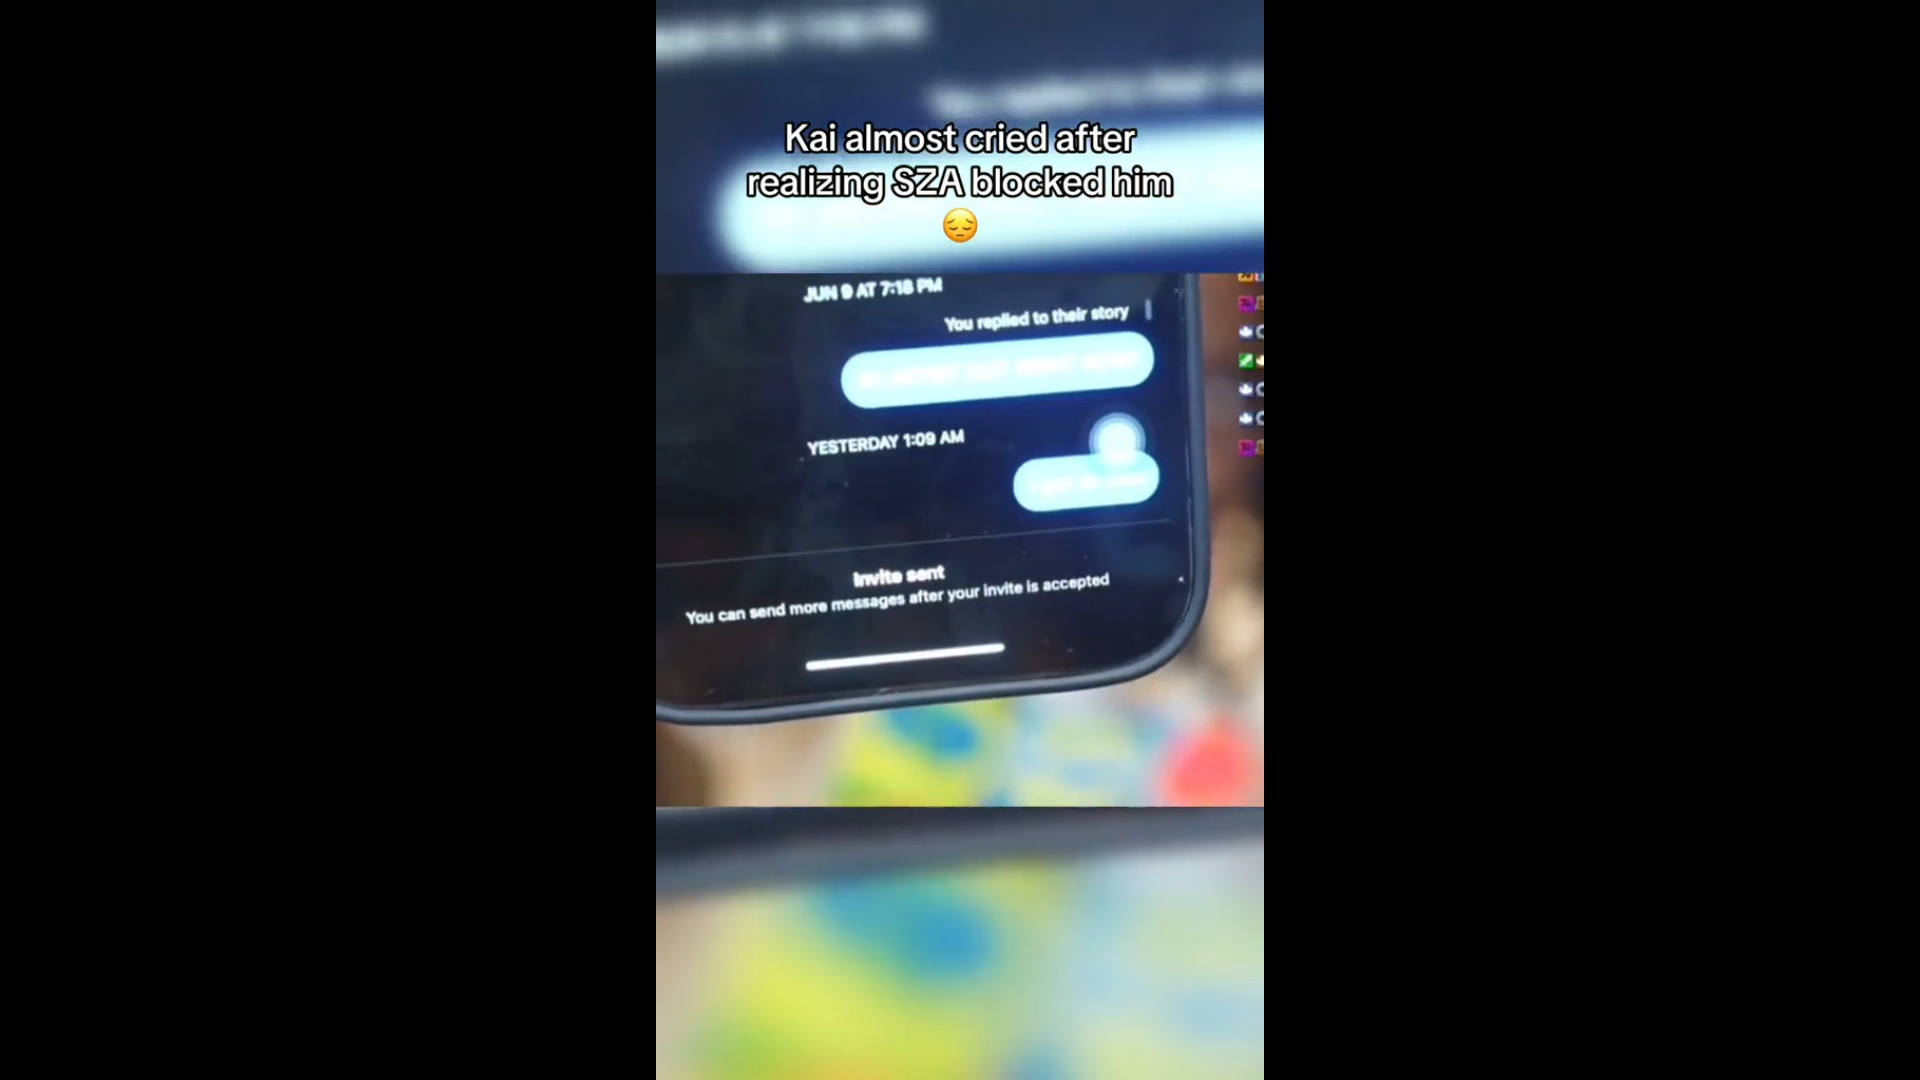 Kai almost cried after
realizing SZA blocked him
😔
JUN 9 AT 7:18 PM
You replied to their story
YESTERDAY 1:09 AM
Invite sent
You can send more messages after your invite is accepted